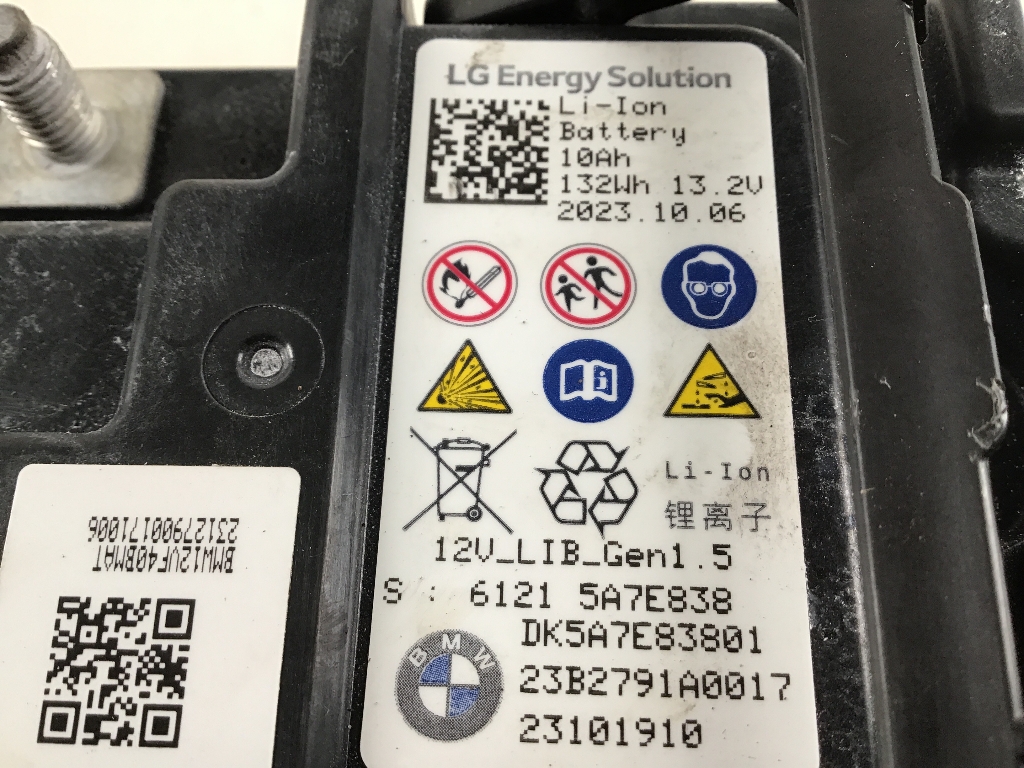 LG Energy Solution
Li-Ion
Battery
10Ah
132Wh 13.2V
2023.10.06
Li-Ion
锂离子
12V_LIB_Gen1.5
S : 6121 5A7E838
DK5A7E83801
23B2791A0017
23101910
BMW
BMW12VF40BMAT
2312790017I006